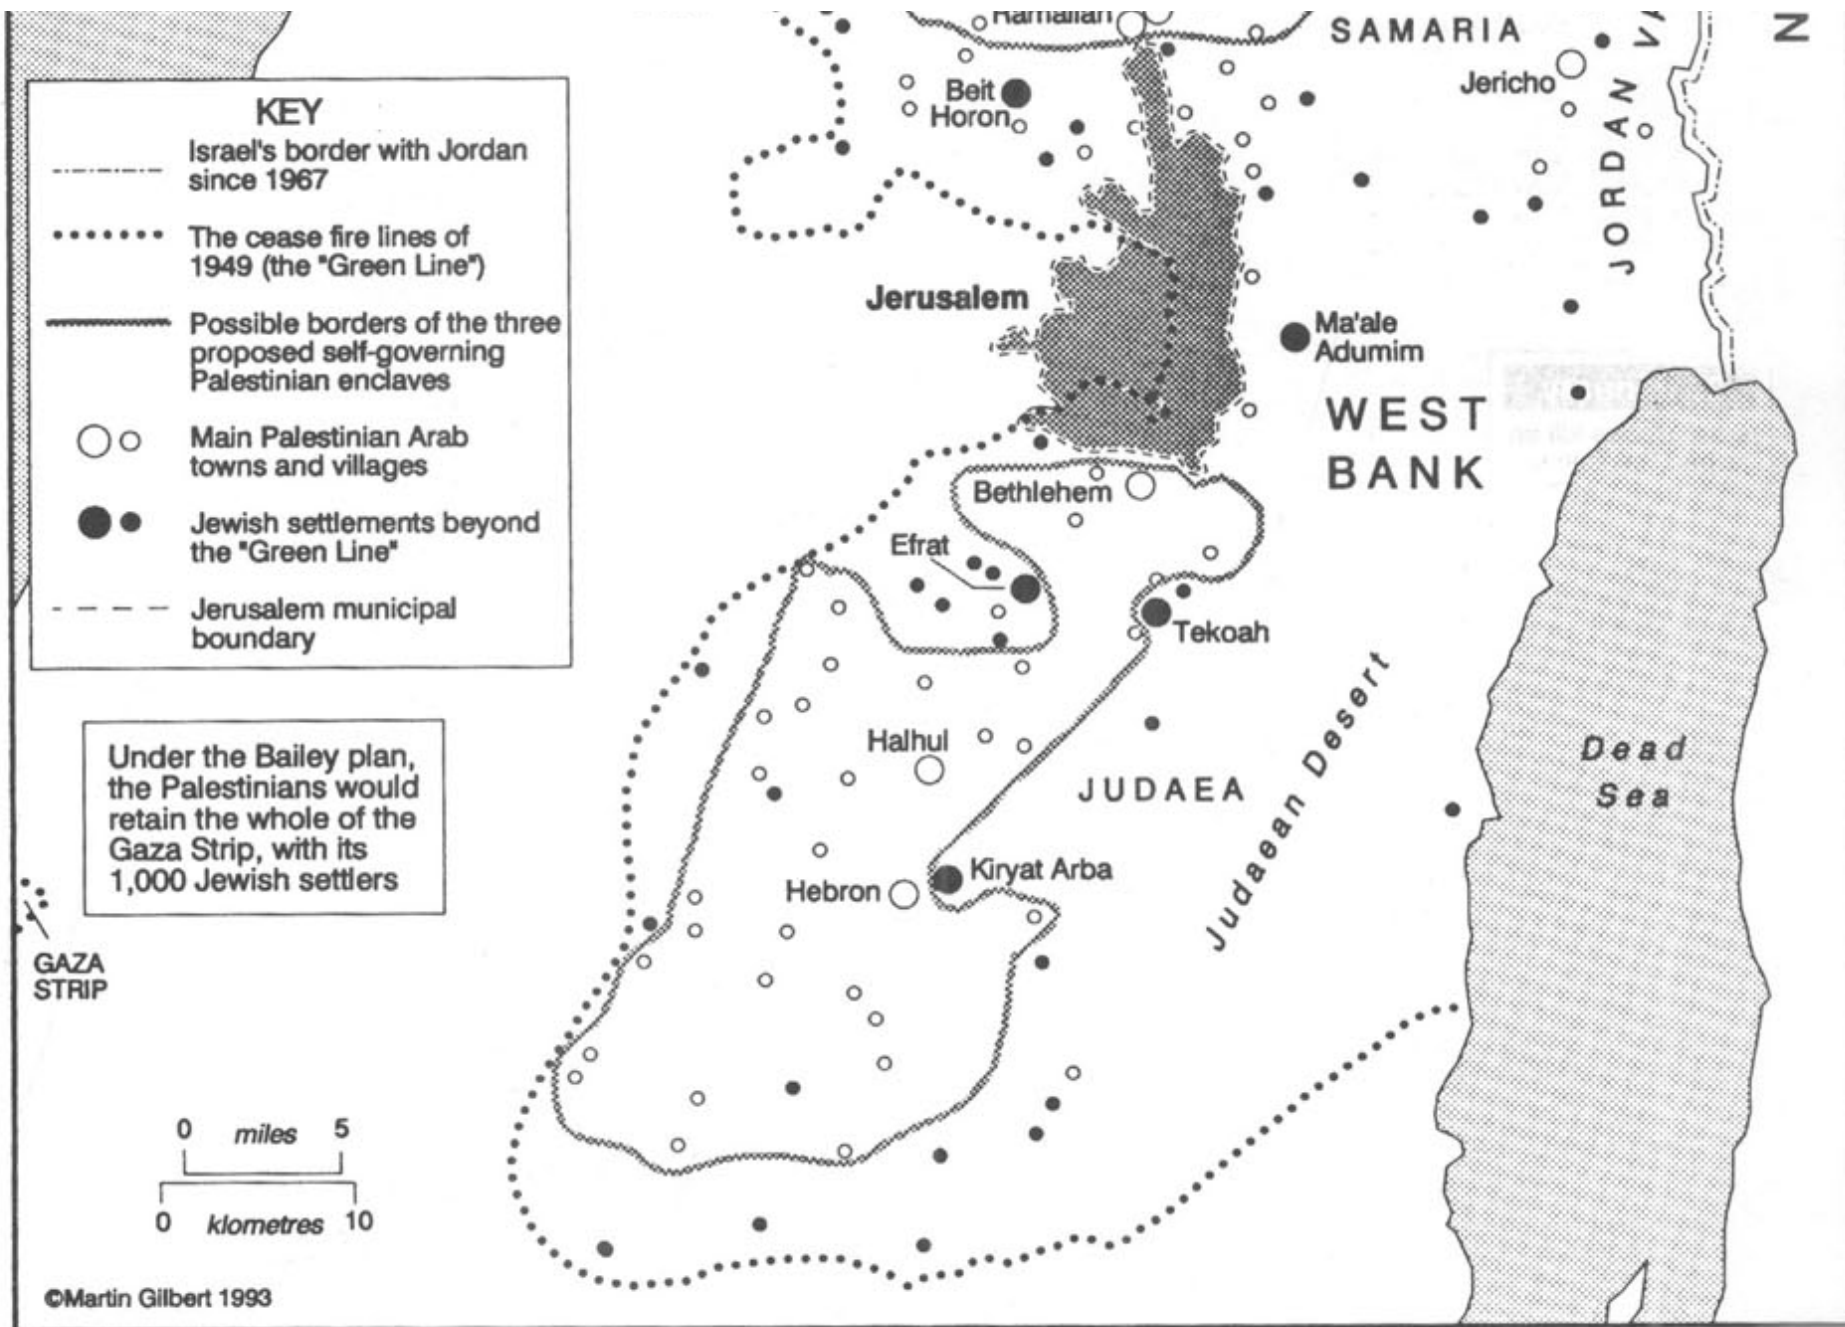 Ramallah
SAMARIA
N
Jericho
JORDAN VA
Beit
Horon
KEY
Israel's border with Jordan
since 1967
The cease fire lines of
1949 (the "Green Line")
Possible borders of the three
proposed self-governing
Palestinian enclaves
Main Palestinian Arab
towns and villages
Jewish settlements beyond
the "Green Line"
Jerusalem municipal
boundary
Jerusalem
Ma'ale
Adumim
WEST
BANK
Bethlehem
Efrat
Tekoah
Halhul
JUDAEA
Judaean Desert
Dead
Sea
Under the Bailey plan,
the Palestinians would
retain the whole of the
Gaza Strip, with its
1,000 Jewish settlers
Hebron
Kiryat Arba
GAZA
STRIP
0 miles 5
0 klometres 10
©Martin Gilbert 1993